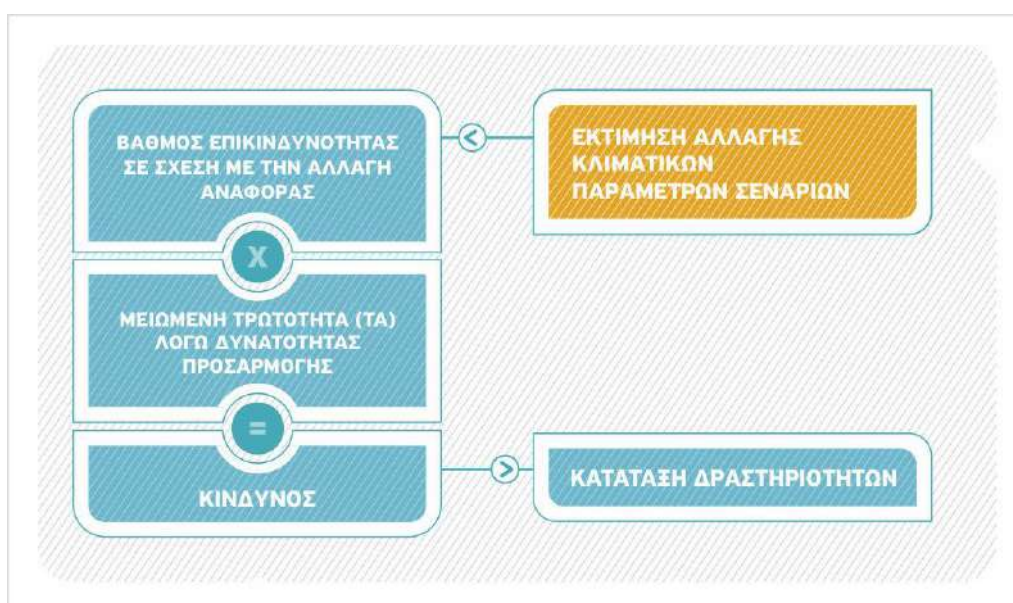 ΒΑΘΜΟΣ ΕΠΙΚΙΝΔΥΝΟΤΗΤΑΣ
ΣΕ ΣΧΕΣΗ ΜΕ ΤΗΝ ΑΛΛΑΓΗ
ΑΝΑΦΟΡΑΣ
<
ΕΚΤΙΜΗΣΗ ΑΛΛΑΓΗΣ
ΚΛΙΜΑΤΙΚΩΝ
ΠΑΡΑΜΕΤΡΩΝ ΣΕΝΑΡΙΩΝ
X
ΜΕΙΩΜΕΝΗ ΤΡΩΤΟΤΗΤΑ (ΤΑ)
ΛΟΓΩ ΔΥΝΑΤΟΤΗΤΑΣ
ΠΡΟΣΑΡΜΟΓΗΣ
=
ΚΙΝΔΥΝΟΣ
>
ΚΑΤΑΤΑΞΗ ΔΡΑΣΤΗΡΙΟΤΗΤΩΝ